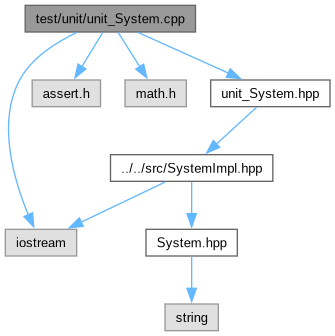 test/unit/unit_System.cpp
assert.h
math.h
unit_System.hpp
../../src/SystemImpl.hpp
iostream
System.hpp
string